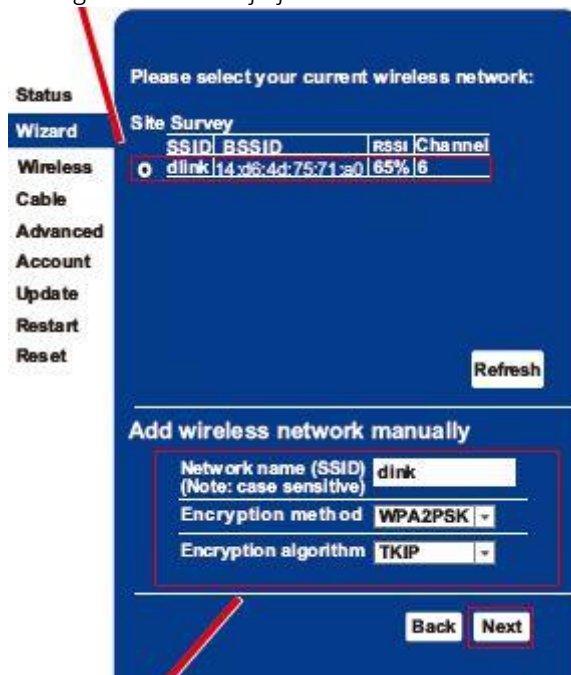 Status
Wizard
Wireless
Cable
Advanced
Account
Update
Restart
Reset
Please select your current wireless network:
Site Survey
SSID BSSID RSSI Channel
dlink 14:d6:4d:75:71:a0 65% 6
Refresh
Add wireless network manually
Network name (SSID) dink
(Note: case sensitive)
Encryption method WPA2PSK
Encryption algorithm TKIP
Back Next